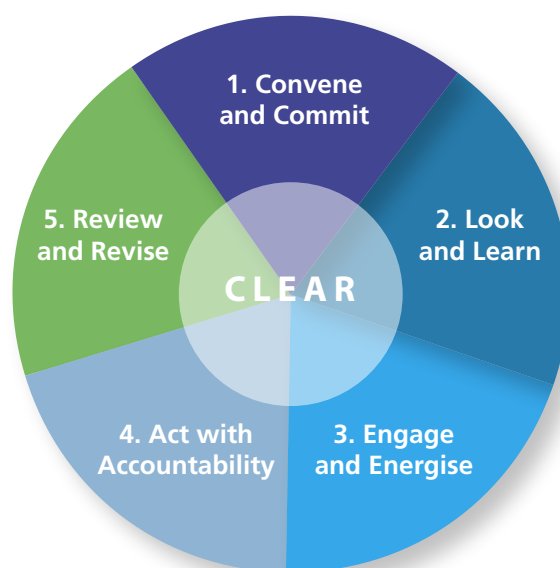 1. Convene
and Commit
2. Look
and Learn
3. Engage
and Energise
4. Act with
Accountability
5. Review
and Revise
CLEAR